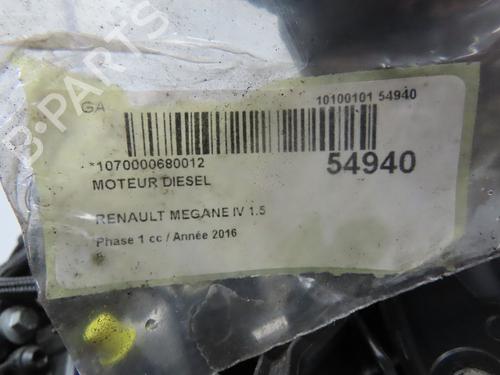 GA
10100101 54940
*1070000680012
54940
MOTEUR DIESEL
RENAULT MEGANE IV 1.5
Phase 1 cc / Année 2016
B-PARTS